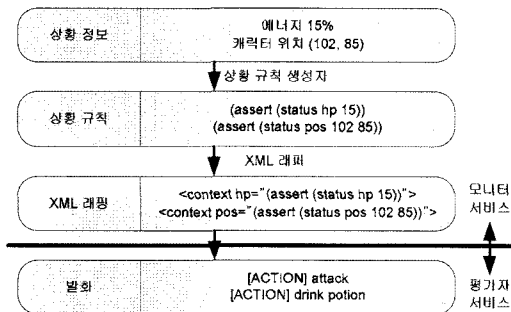 상황 정보
에너지 15%
캐릭터 위치 (102, 85)
상황 규칙 생성자
상황 규칙
(assert (status hp 15))
(assert (status pos 102 85))
XML 래퍼
XML 래핑
<context hp="(assert (status hp 15))">
<context pos="(assert (status pos 102 85))">
모니터
서비스
발화
[ACTION] attack
[ACTION] drink potion
평가자
서비스